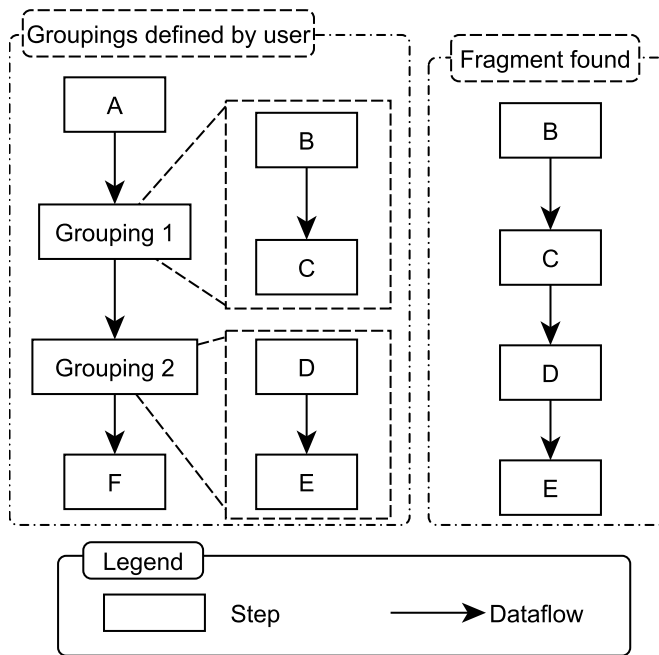 Groupings defined by user
A
Grouping 1
B
C
Grouping 2
D
E
F
Fragment found
B
C
D
E
Legend
Step
Dataflow